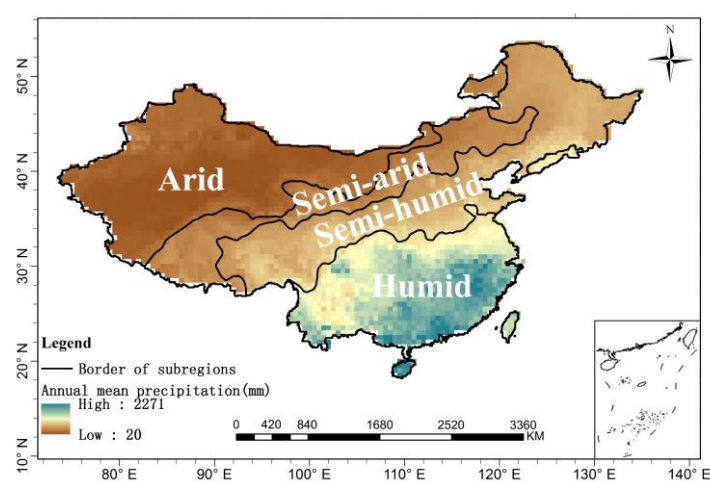 N
50° N
40° N
30° N
20° N
10° N
Arid
Semi-arid
Semi-humid
Humid
Legend
Border of subregions
Annual mean precipitation(mm)
High : 2271
Low : 20
0 420 840 1680 2520 3360
KM
80° E 90° E 100° E 110° E 120° E 130° E 140° E